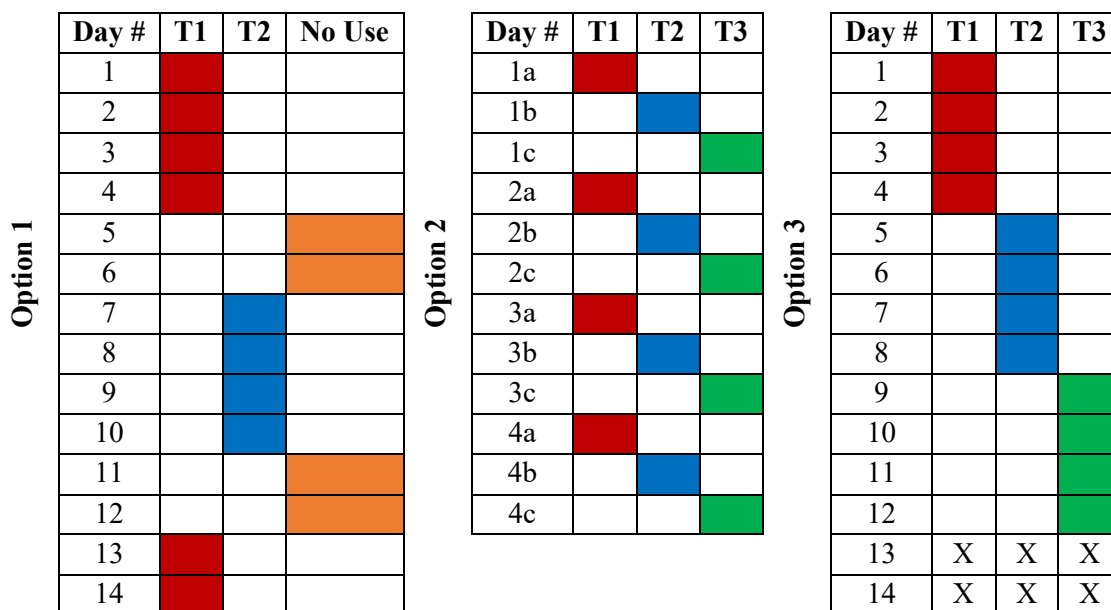 Option 1
Day # T1 T2 No Use
1
2
3
4
5
6
7
8
9
10
11
12
13
14
Option 2
Day # T1 T2 T3
1a
1b
1c
2a
2b
2c
3a
3b
3c
4a
4b
4c
Option 3
Day # T1 T2 T3
1
2
3
4
5
6
7
8
9
10
11
12
13 X X X
14 X X X